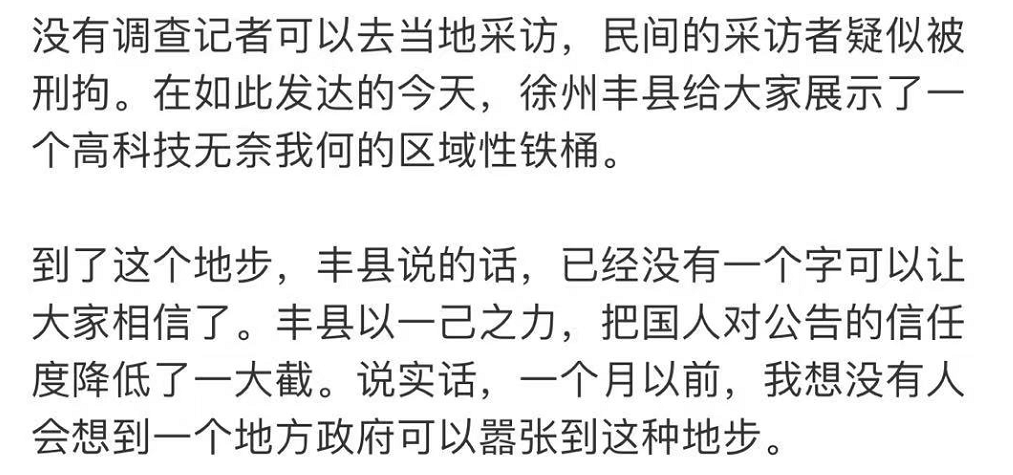 没有调查记者可以去当地采访，民间的采访者疑似被
刑拘。在如此发达的今天，徐州丰县给大家展示了一
个高科技无奈我何的区域性铁桶。
到了这个地步，丰县说的话，已经没有一个字可以让
大家相信了。丰县以一己之力，把国人对公告的信任
度降低了一大截。说实话，一个月以前，我想没有人
会想到一个地方政府可以嚣张到这种地步。